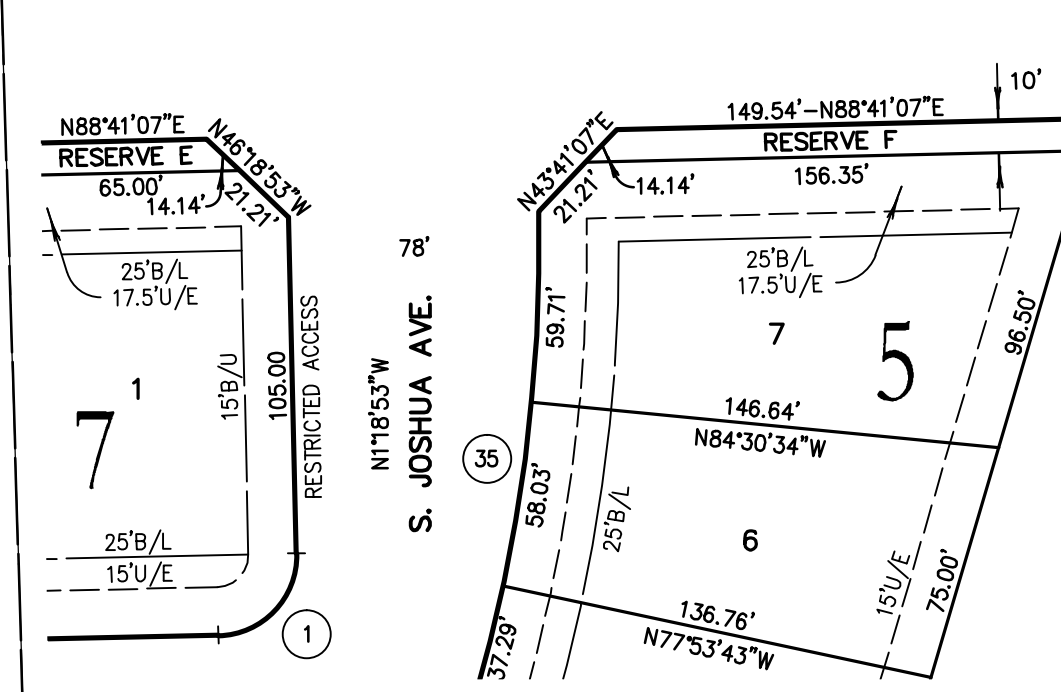 N88°41'07"E
RESERVE E
65.00'
14.14'
N46°18'53"W
21.21'
25'B/L
17.5'U/E
1
7
15'B/U
105.00
RESTRICTED ACCESS
25'B/L
15'U/E
1
78'
N1°18'53"W
S. JOSHUA AVE.
35
10'
149.54'-N88°41'07"E
RESERVE F
156.35'
N43°41'07"E
21.21'
14.14'
25'B/L
17.5'U/E
7
5
59.71'
96.50'
146.64'
N84°30'34"W
58.03'
25'B/L
6
15'U/E
75.00'
136.76'
N77°53'43"W
37.29'